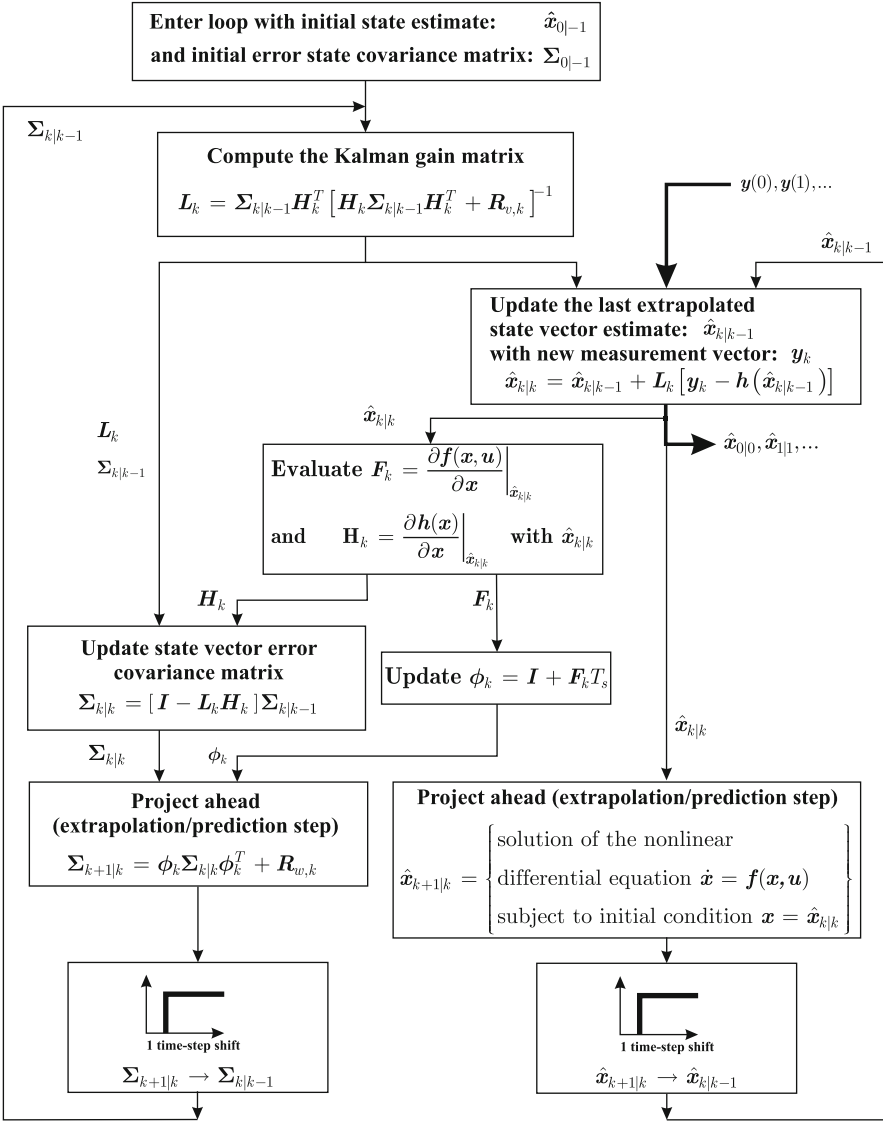 Enter loop with initial state estimate: x̂₀|₋₁
and initial error state covariance matrix: Σ₀|₋₁
Σ_{k|k−1}
Compute the Kalman gain matrix
L_k = Σ_{k|k−1} H_k^T [H_k Σ_{k|k−1} H_k^T + R_{v,k}]^{−1}
y(0), y(1),...
x̂_{k|k−1}
Update the last extrapolated
state vector estimate: x̂_{k|k−1}
with new measurement vector: y_k
x̂_{k|k} = x̂_{k|k−1} + L_k [y_k − h(x̂_{k|k−1})]
x̂_{k|k}
x̂_{0|0}, x̂_{1|1},...
L_k
Σ_{k|k−1}
Evaluate F_k = ∂f(x,u)/∂x |_{x̂_{k|k}}
and H_k = ∂h(x)/∂x |_{x̂_{k|k}} with x̂_{k|k}
H_k
F_k
Update state vector error
covariance matrix
Σ_{k|k} = [I − L_k H_k] Σ_{k|k−1}
Update ϕ_k = I + F_k T_s
x̂_{k|k}
Σ_{k|k}
ϕ_k
Project ahead
(extrapolation/prediction step)
Σ_{k+1|k} = ϕ_k Σ_{k|k} ϕ_k^T + R_{w,k}
Project ahead (extrapolation/prediction step)
solution of the nonlinear
x̂_{k+1|k} = { differential equation ẋ = f(x,u) }
subject to initial condition x = x̂_{k|k}
1 time-step shift
Σ_{k+1|k} → Σ_{k|k−1}
1 time-step shift
x̂_{k+1|k} → x̂_{k|k−1}